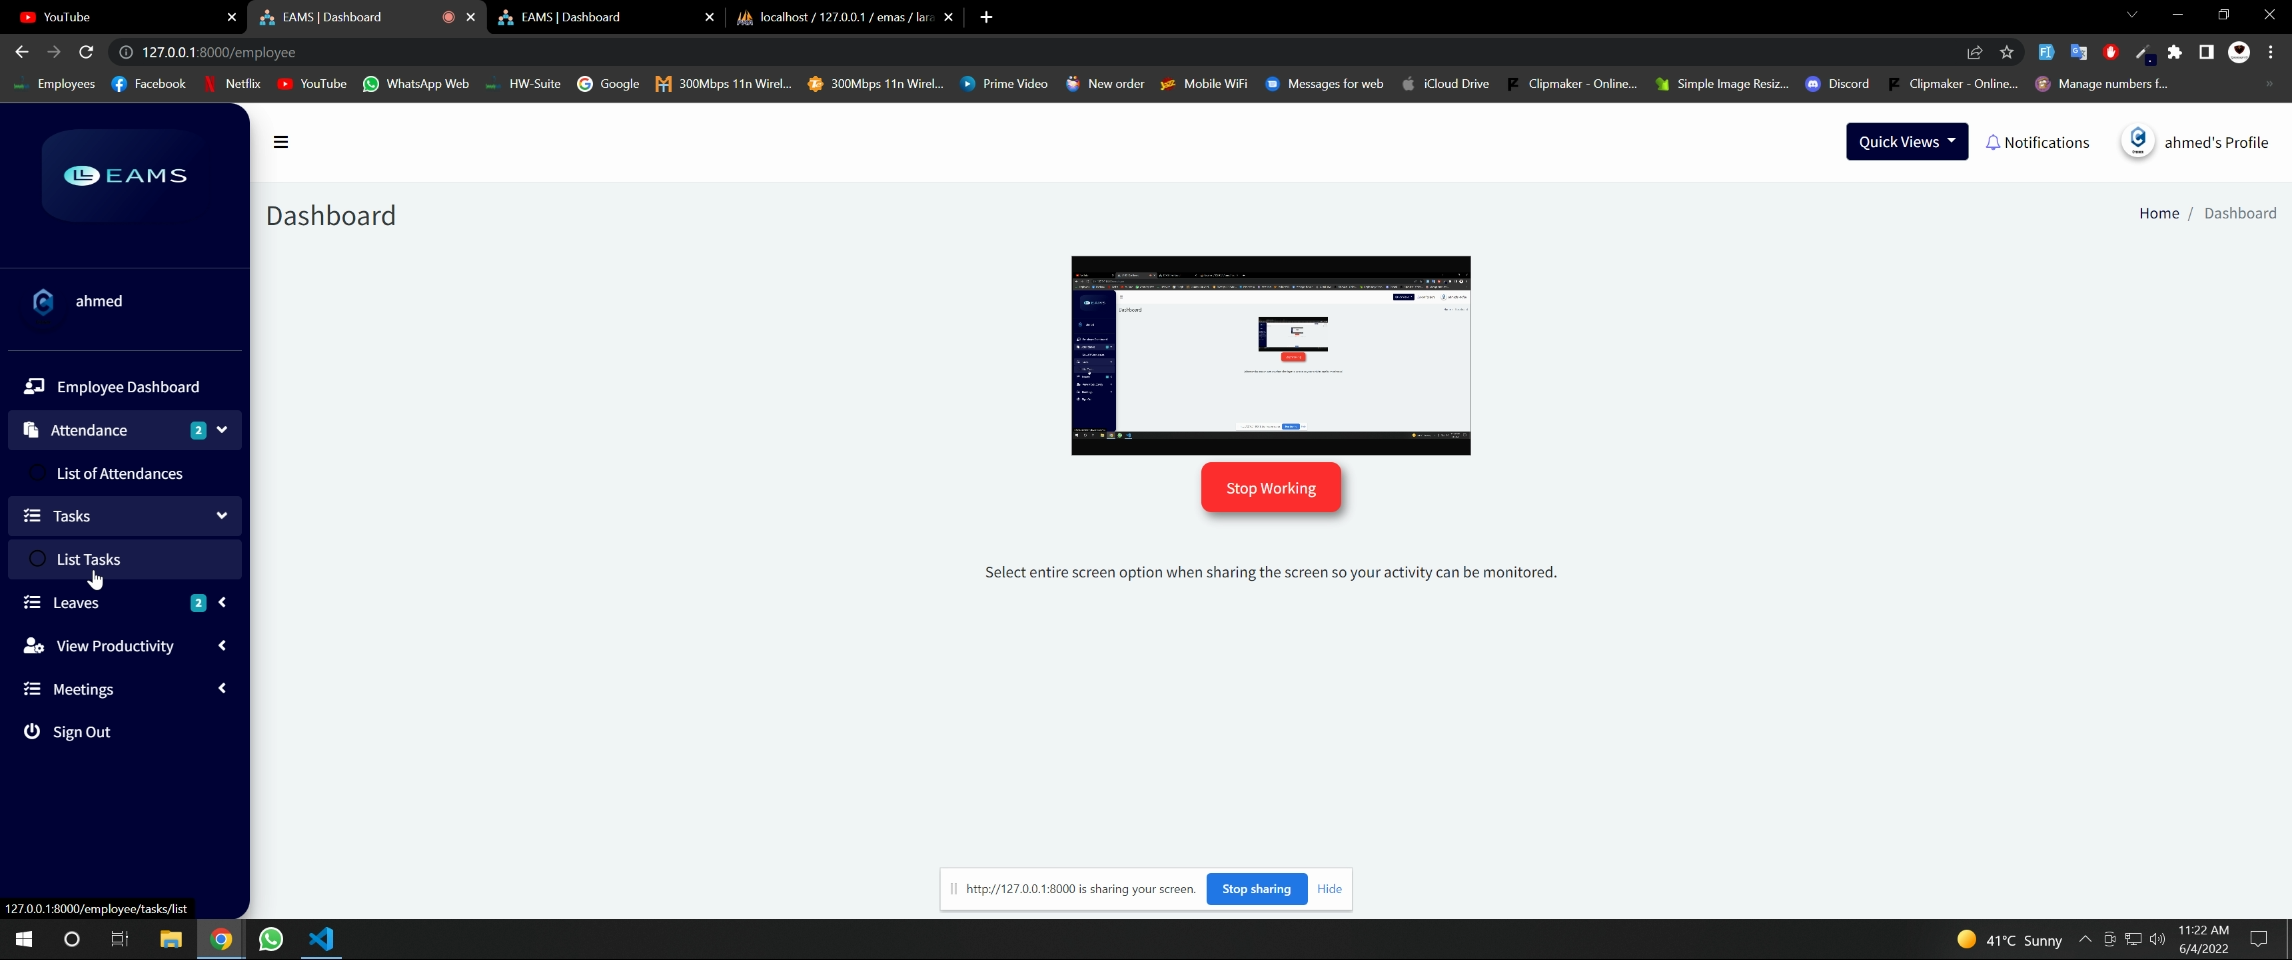 YouTube
EAMS | Dashboard
EAMS | Dashboard
localhost / 127.0.0.1 / emas / lara
127.0.0.1:8000/employee
Employees
Facebook
Netflix
YouTube
WhatsApp Web
HW-Suite
Google
300Mbps 11n Wirel...
300Mbps 11n Wirel...
Prime Video
New order
Mobile WiFi
Messages for web
iCloud Drive
Clipmaker - Online...
Simple Image Resiz...
Discord
Clipmaker - Online...
Manage numbers f...
EAMS
Quick Views
Notifications
ahmed's Profile
Dashboard
Home / Dashboard
ahmed
Employee Dashboard
Attendance 2
List of Attendances
Tasks
List Tasks
Leaves 2
View Productivity
Meetings
Sign Out
Stop Working
Select entire screen option when sharing the screen so your activity can be monitored.
http://127.0.0.1:8000 is sharing your screen.
Stop sharing
Hide
127.0.0.1:8000/employee/tasks/list
41°C Sunny
11:22 AM
6/4/2022